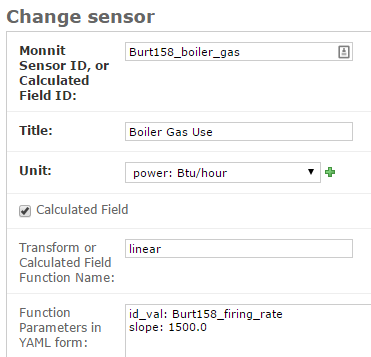 Change sensor
Monnit
Sensor ID, or
Calculated
Field ID:
Burt158_boiler_gas
Title:
Boiler Gas Use
Unit:
power: Btu/hour
Calculated Field
Transform or
Calculated Field
Function Name:
linear
Function
Parameters in
YAML form:
id_val: Burt158_firing_rate
slope: 1500.0